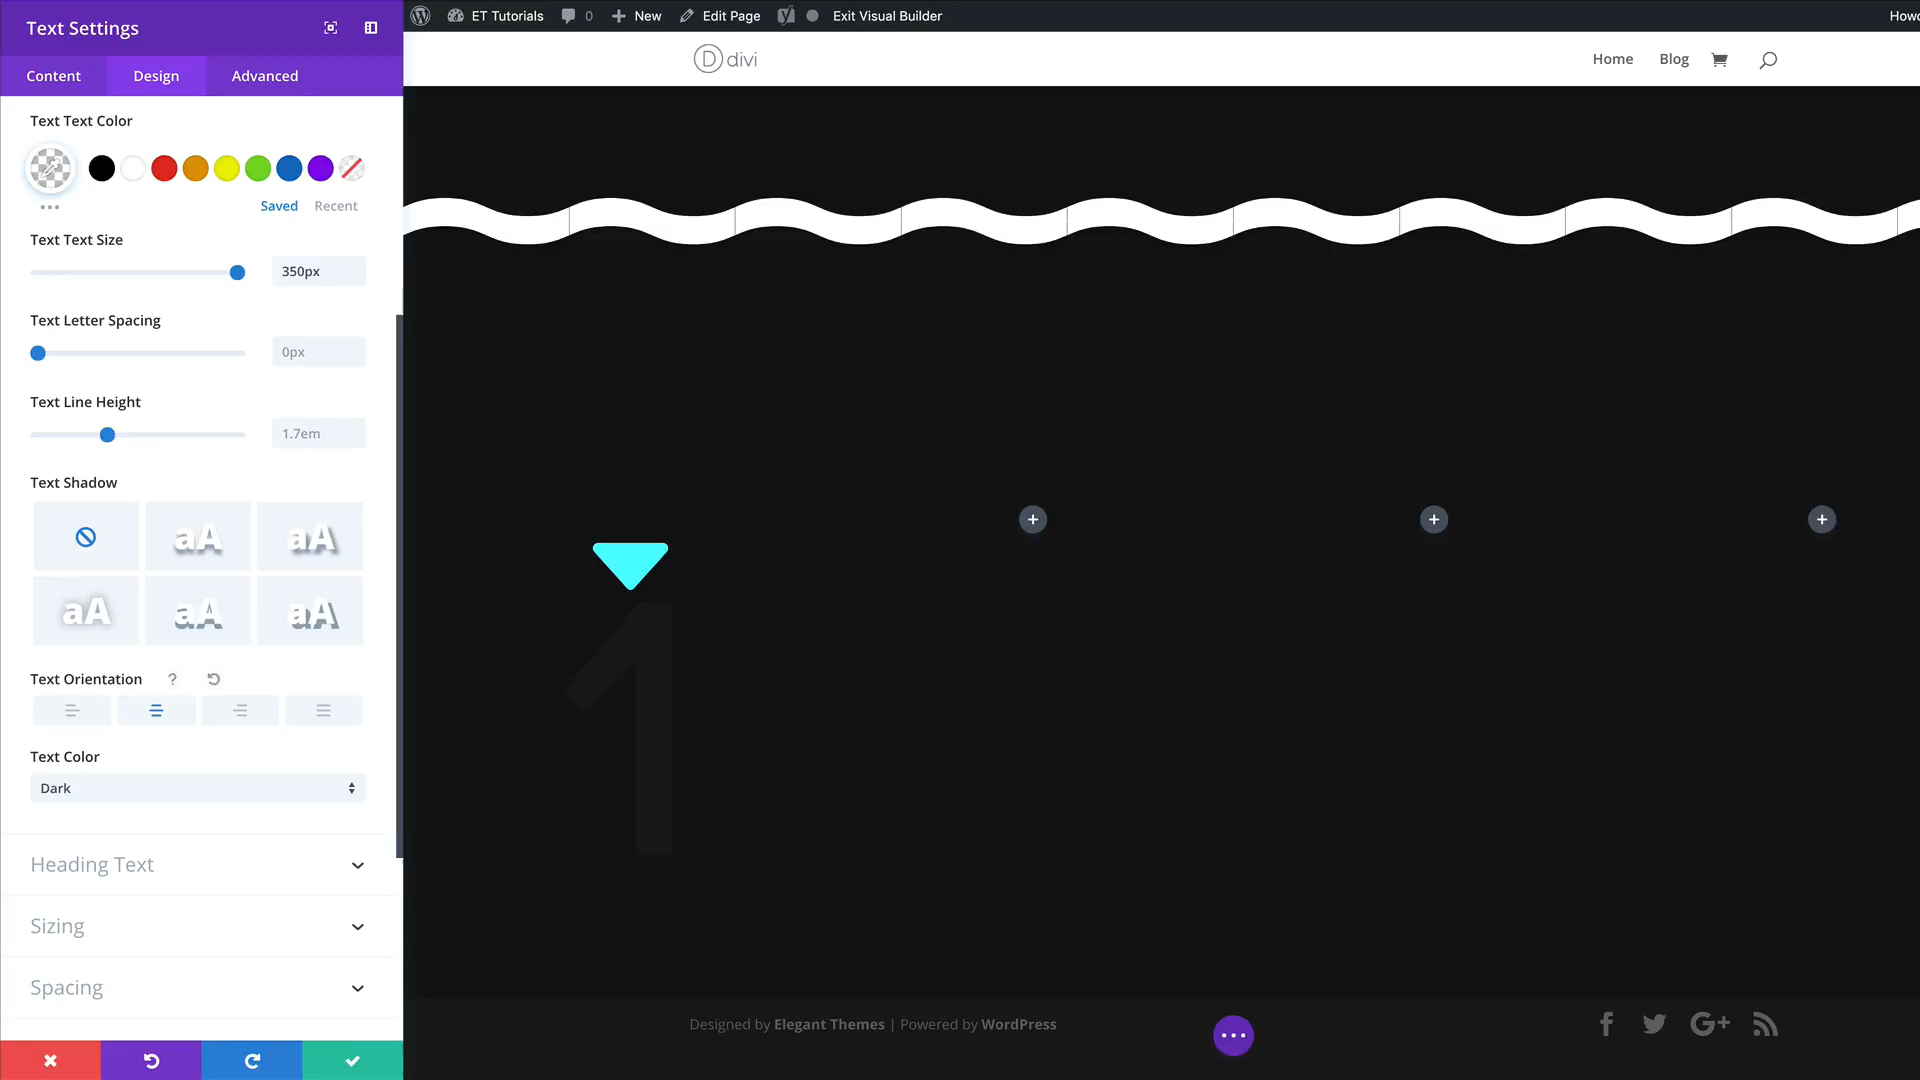 Text Settings
ET Tutorials
0
New
Edit Page
Exit Visual Builder
Howd
Content
Design
Advanced
D divi
Home
Blog
Text Text Color
Saved
Recent
Text Text Size
350px
Text Letter Spacing
0px
Text Line Height
1.7em
Text Shadow
aA
aA
aA
aA
aA
Text Orientation
?
Text Color
Dark
1
Heading Text
Sizing
Spacing
Designed by Elegant Themes | Powered by WordPress